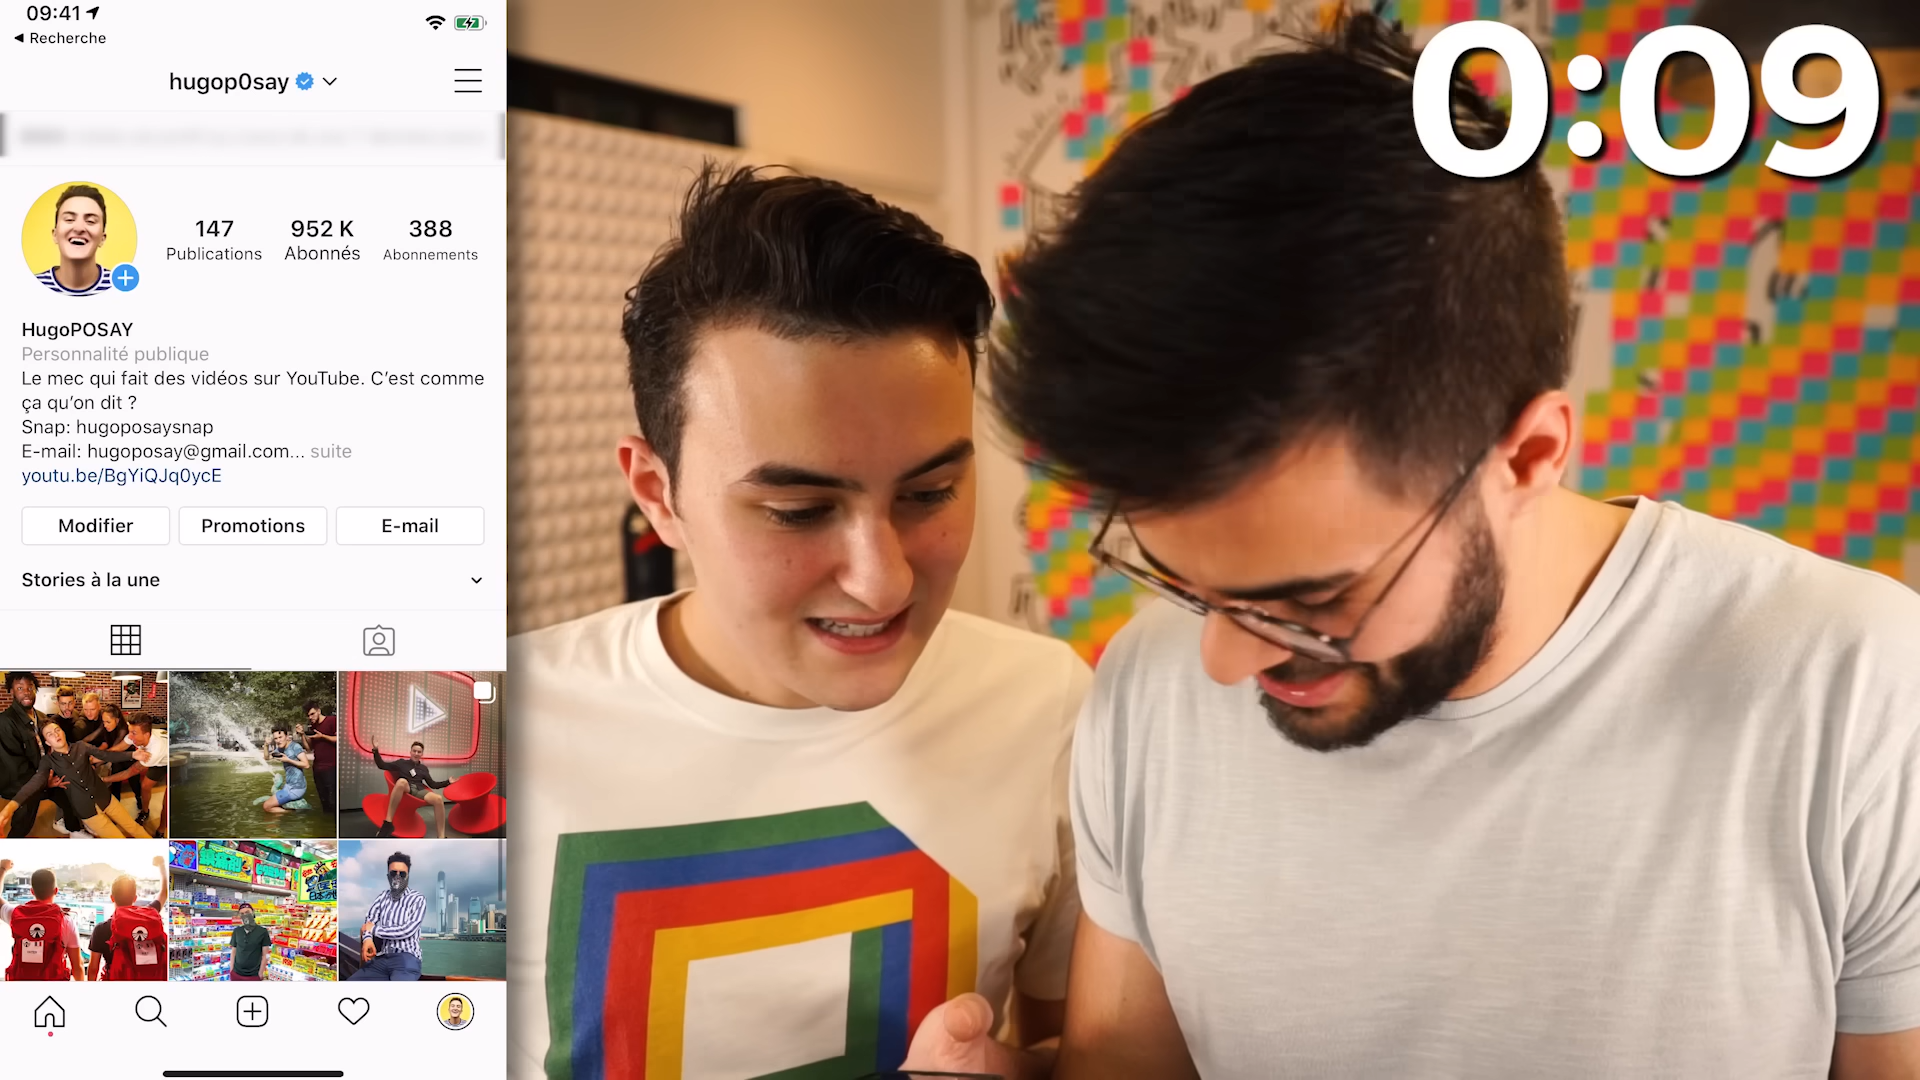 09:41
Recherche
hugop0say
147
952 K
388
Publications
Abonnés
Abonnements
HugoPOSAY
Personnalité publique
Le mec qui fait des vidéos sur YouTube. C’est comme
ça qu’on dit ?
Snap: hugoposaysnap
E-mail: hugoposay@gmail.com... suite
youtu.be/BgYiQJq0ycE
Modifier
Promotions
E-mail
Stories à la une
0:09